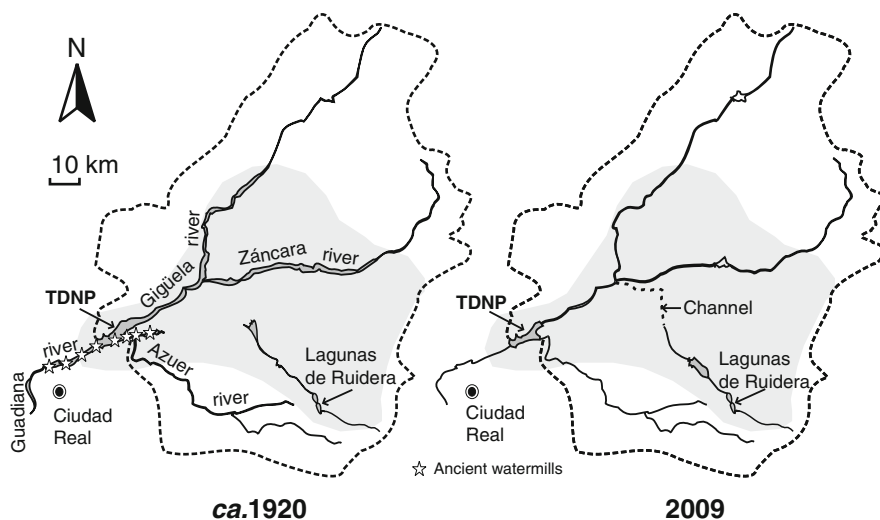 N
10 km
TDNP
Gigüela
river
Záncara river
river
Guadiana
Azuer
river
Lagunas
de Ruidera
Ciudad
Real
ca.1920
TDNP
Channel
Lagunas
de Ruidera
Ciudad
Real
Ancient watermills
2009